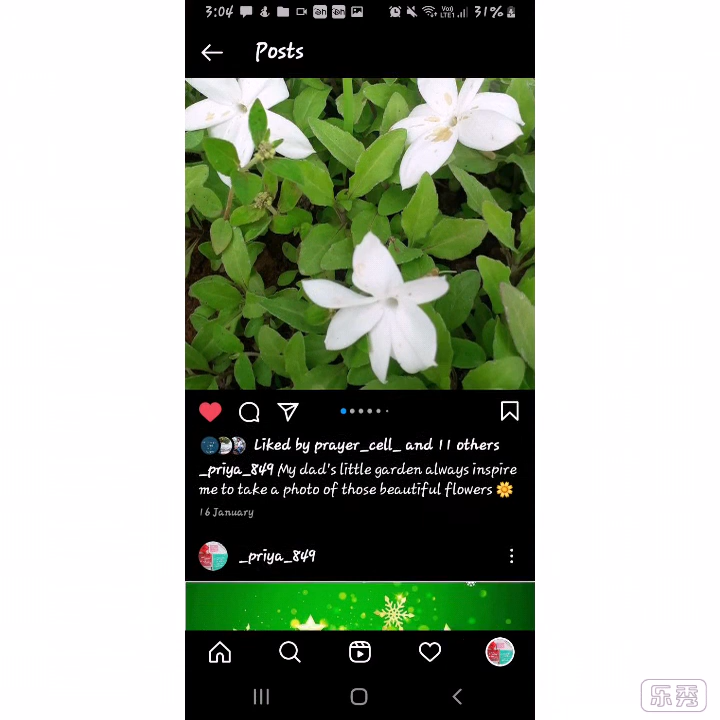 3:04
31%
Posts
Liked by prayer_cell_ and 11 others
_priya_849 My dad's little garden always inspire
me to take a photo of those beautiful flowers 🌼
16 January
_priya_849
乐秀